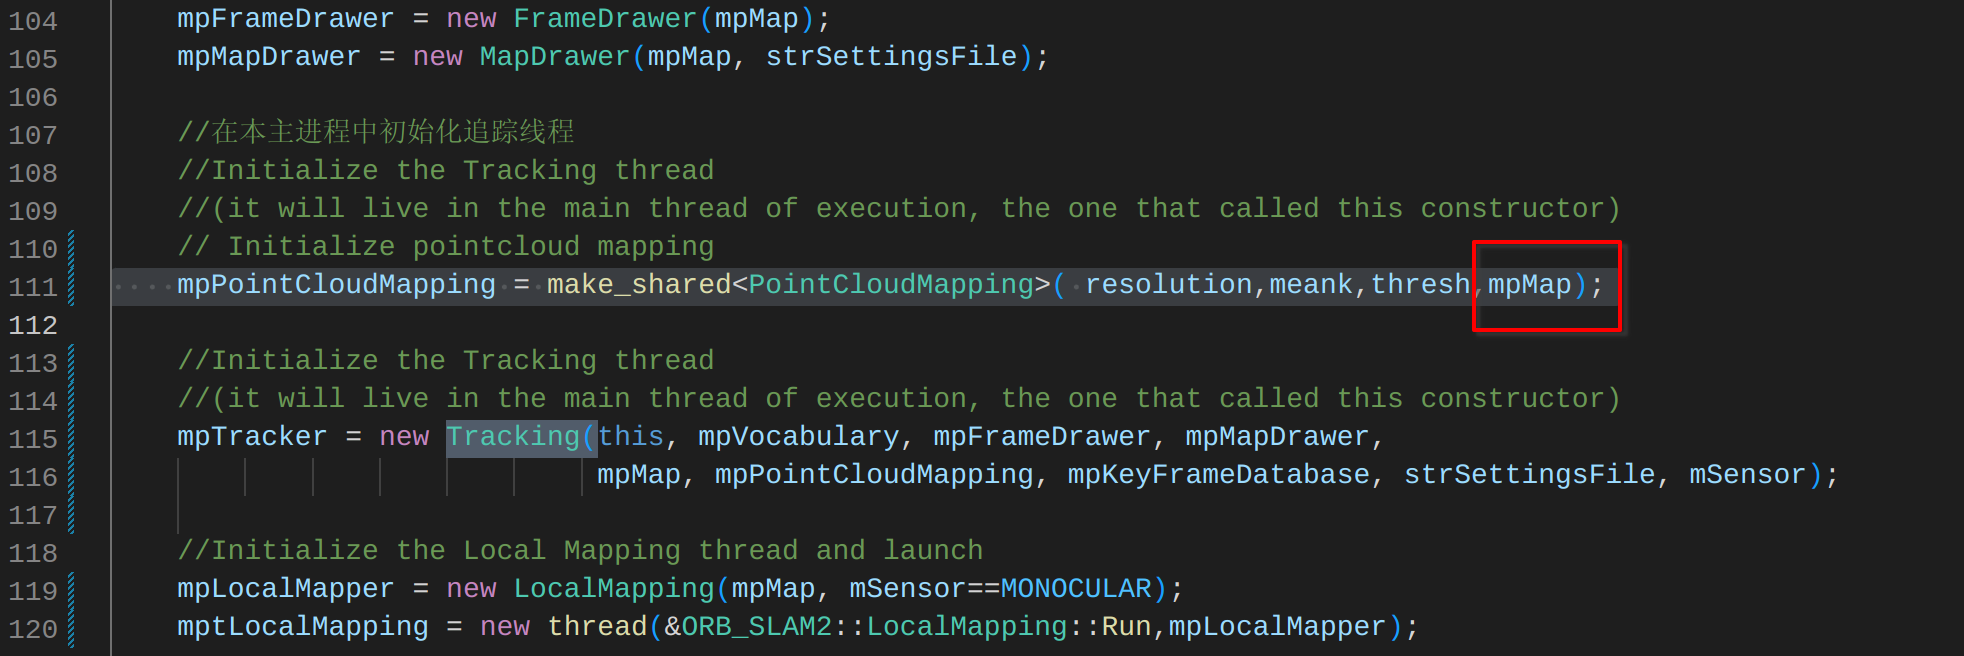 104 mpFrameDrawer = new FrameDrawer(mpMap);
105 mpMapDrawer = new MapDrawer(mpMap, strSettingsFile);
106
107 //在本主进程中初始化追踪线程
108 //Initialize the Tracking thread
109 //(it will live in the main thread of execution, the one that called this constructor)
110 // Initialize pointcloud mapping
111 mpPointCloudMapping = make_shared<PointCloudMapping>( resolution,meank,thresh,mpMap);
112
113 //Initialize the Tracking thread
114 //(it will live in the main thread of execution, the one that called this constructor)
115 mpTracker = new Tracking(this, mpVocabulary, mpFrameDrawer, mpMapDrawer,
116 mpMap, mpPointCloudMapping, mpKeyFrameDatabase, strSettingsFile, mSensor);
117
118 //Initialize the Local Mapping thread and launch
119 mpLocalMapper = new LocalMapping(mpMap, mSensor==MONOCULAR);
120 mptLocalMapping = new thread(&ORB_SLAM2::LocalMapping::Run,mpLocalMapper);